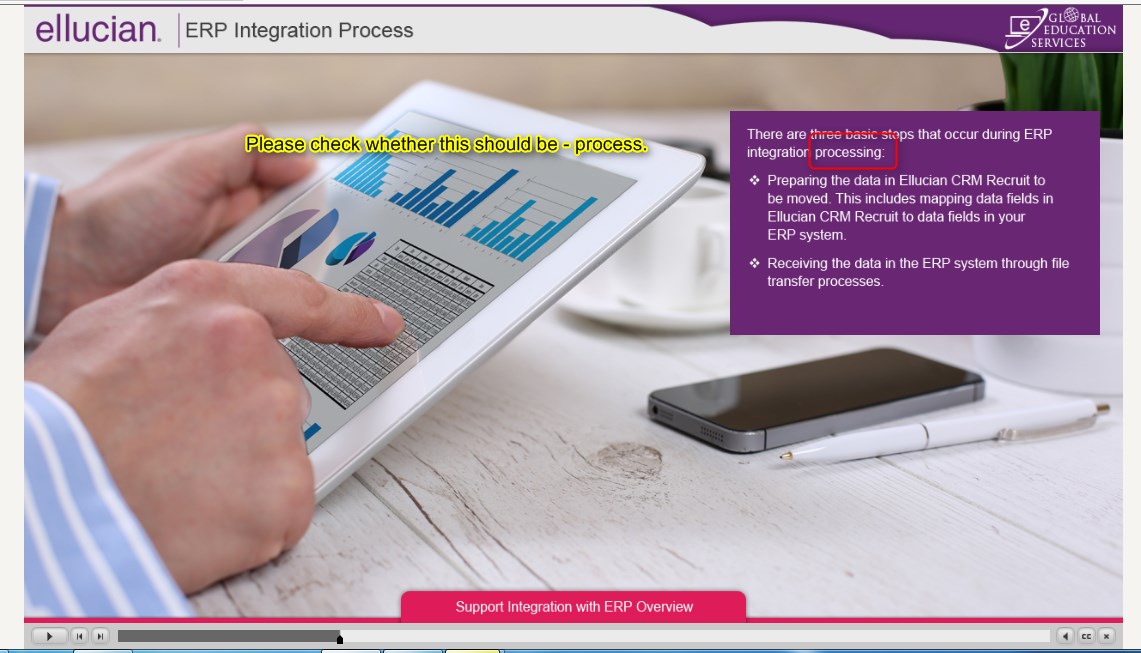 ellucian.
ERP Integration Process
e
GLOBAL
EDUCATION
SERVICES
Please check whether this should be - process.
There are three basic steps that occur during ERP
integration processing:
❖ Preparing the data in Ellucian CRM Recruit to
be moved. This includes mapping data fields in
Ellucian CRM Recruit to data fields in your
ERP system.
❖ Receiving the data in the ERP system through file
transfer processes.
Support Integration with ERP Overview
CC